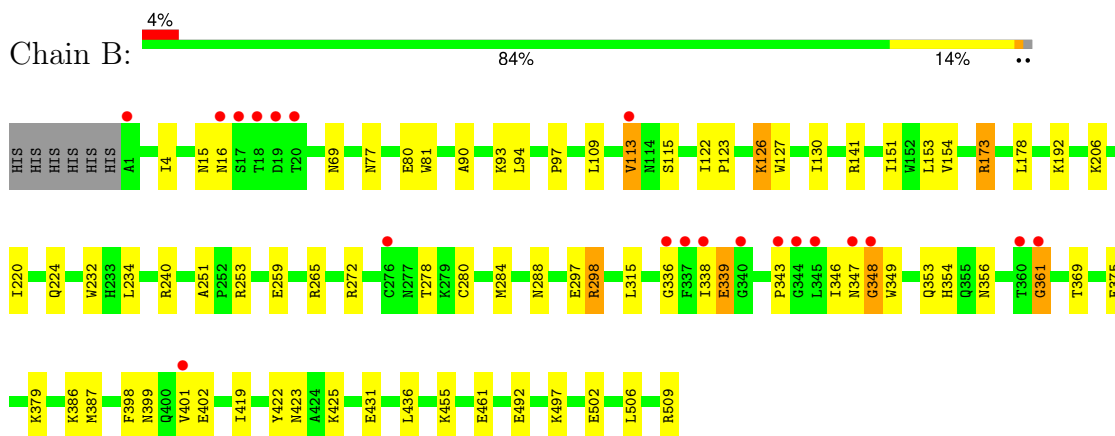 4%
Chain B:
84% 14% ••
HIS HIS HIS HIS HIS HIS A1 I4 N15 N16 S17 T18 D19 T20 N69 N77 E80 W81 A90 K93 L94 P97 L109 V113 N114 S115 I122 P123 K126 W127 I130 R141 I151 W152 L153 V154 R173 L178 K192 K206
I220 Q224 W232 H233 L234 R240 A251 P252 R253 E259 R265 R272 C276 N277 T278 K279 C280 M284 N288 E297 R298 L315 G336 F337 I338 E339 G340 P343 G344 L345 I346 N347 G348 W349 Q353 H354 Q355 N356 T360 G361 T369
K379 K386 M387 F398 N399 Q400 V401 E402 I419 Y422 N423 A424 K425 E431 L436 K455 E461 E492 K497 E502 L506 R509